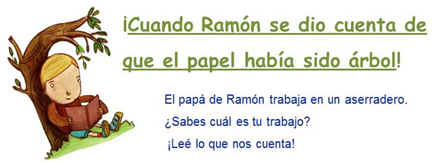 ¡Cuando Ramón se dio cuenta de
que el papel había sido árbol!
El papá de Ramón trabaja en un aserradero.
¿Sabes cuál es tu trabajo?
¡Leé lo que nos cuenta!